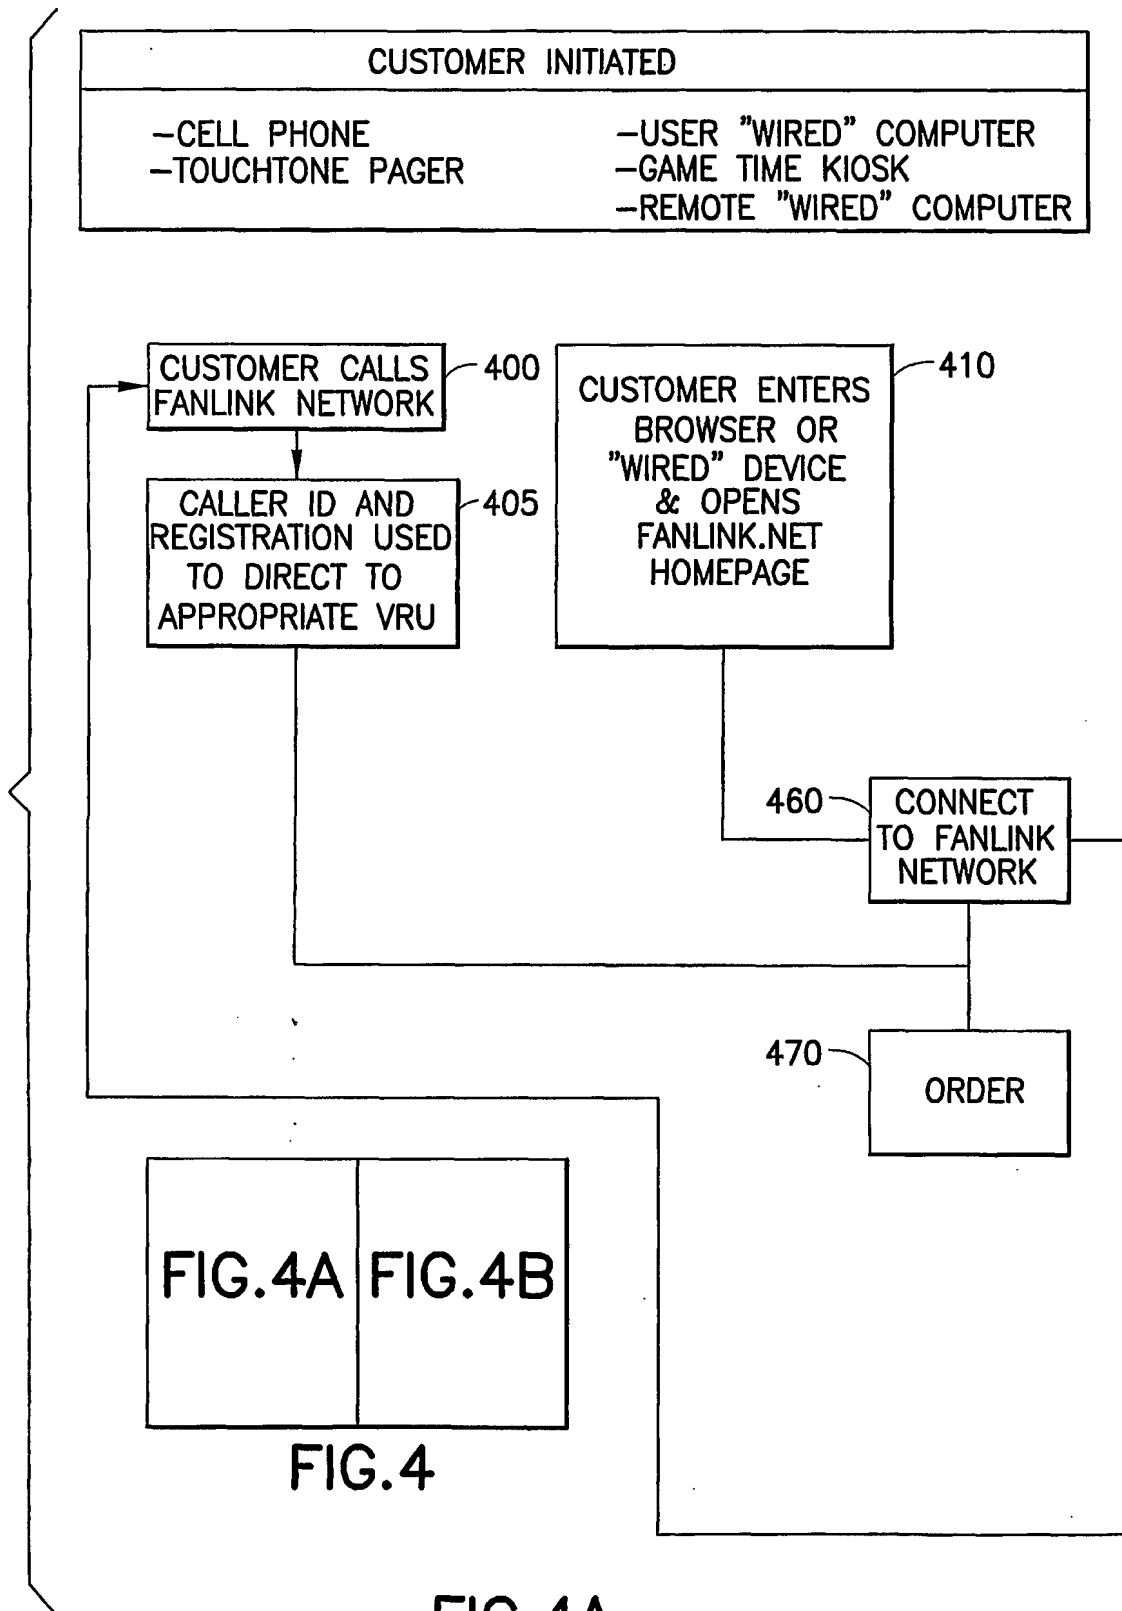 CUSTOMER INITIATED
-CELL PHONE
-TOUCHTONE PAGER
-USER "WIRED" COMPUTER
-GAME TIME KIOSK
-REMOTE "WIRED" COMPUTER
CUSTOMER CALLS
FANLINK NETWORK
400
CALLER ID AND
REGISTRATION USED
TO DIRECT TO
APPROPRIATE VRU
405
CUSTOMER ENTERS
BROWSER OR
"WIRED" DEVICE
& OPENS
FANLINK.NET
HOMEPAGE
410
460
CONNECT
TO FANLINK
NETWORK
470
ORDER
FIG.4A
FIG.4B
FIG.4
FIG.4A